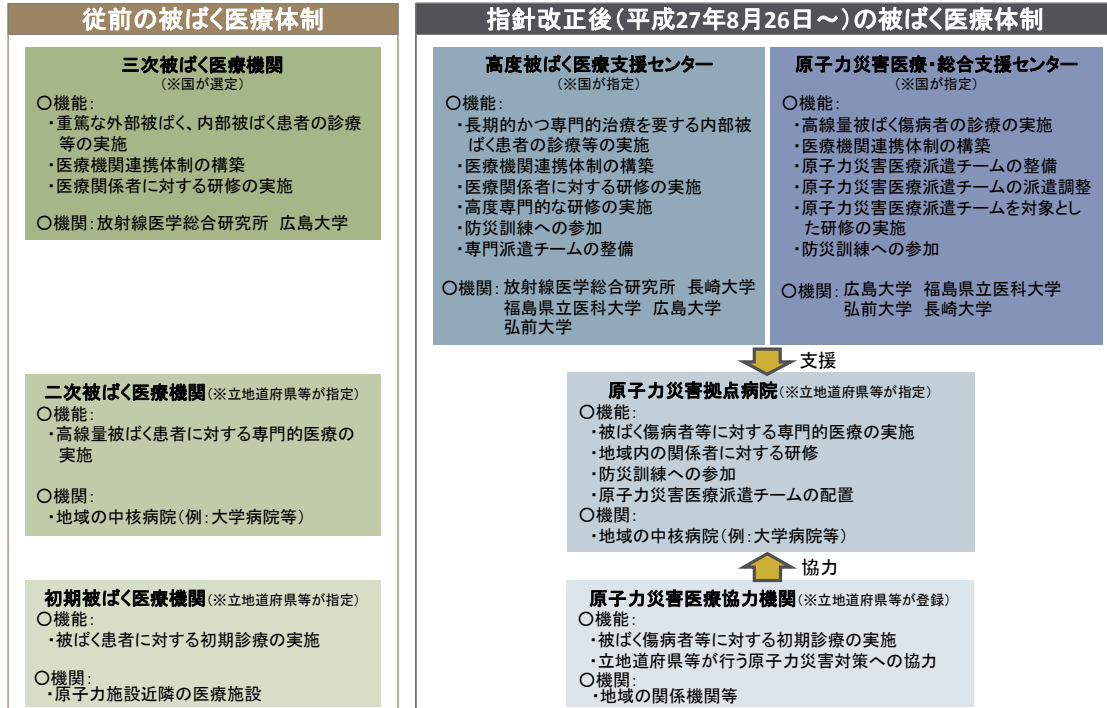 従前の被ばく医療体制
三次被ばく医療機関
(※国が選定)
○機能:
・重篤な外部被ばく、内部被ばく患者の診療
等の実施
・医療機関連携体制の構築
・医療関係者に対する研修の実施
○機関:放射線医学総合研究所 広島大学
二次被ばく医療機関(※立地道府県等が指定)
○機能:
・高線量被ばく患者に対する専門的医療の
実施
○機関:
・地域の中核病院(例:大学病院等)
初期被ばく医療機関(※立地道府県等が指定)
○機能:
・被ばく患者に対する初期診療の実施
○機関:
・原子力施設近隣の医療施設
指針改正後(平成27年8月26日~)の被ばく医療体制
高度被ばく医療支援センター
(※国が指定)
○機能:
・長期的かつ専門的治療を要する内部被
ばく患者の診療等の実施
・医療機関連携体制の構築
・医療関係者に対する研修の実施
・高度専門的な研修の実施
・防災訓練への参加
・専門派遣チームの整備
○機関:放射線医学総合研究所 長崎大学
福島県立医科大学 広島大学
弘前大学
原子力災害医療・総合支援センター
(※国が指定)
○機能:
・高線量被ばく傷病者の診療の実施
・医療機関連携体制の構築
・原子力災害医療派遣チームの整備
・原子力災害医療派遣チームの派遣調整
・原子力災害医療派遣チームを対象とし
た研修の実施
・防災訓練への参加
○機関:広島大学 福島県立医科大学
弘前大学 長崎大学
支援
原子力災害拠点病院(※立地道府県等が指定)
○機能:
・被ばく傷病者等に対する専門的医療の実施
・地域内の関係者に対する研修
・防災訓練への参加
・原子力災害医療派遣チームの配置
○機関:
・地域の中核病院(例:大学病院等)
協力
原子力災害医療協力機関(※立地道府県等が登録)
○機能:
・被ばく傷病者等に対する初期診療の実施
・立地道府県等が行う原子力災害対策への協力
○機関:
・地域の関係機関等